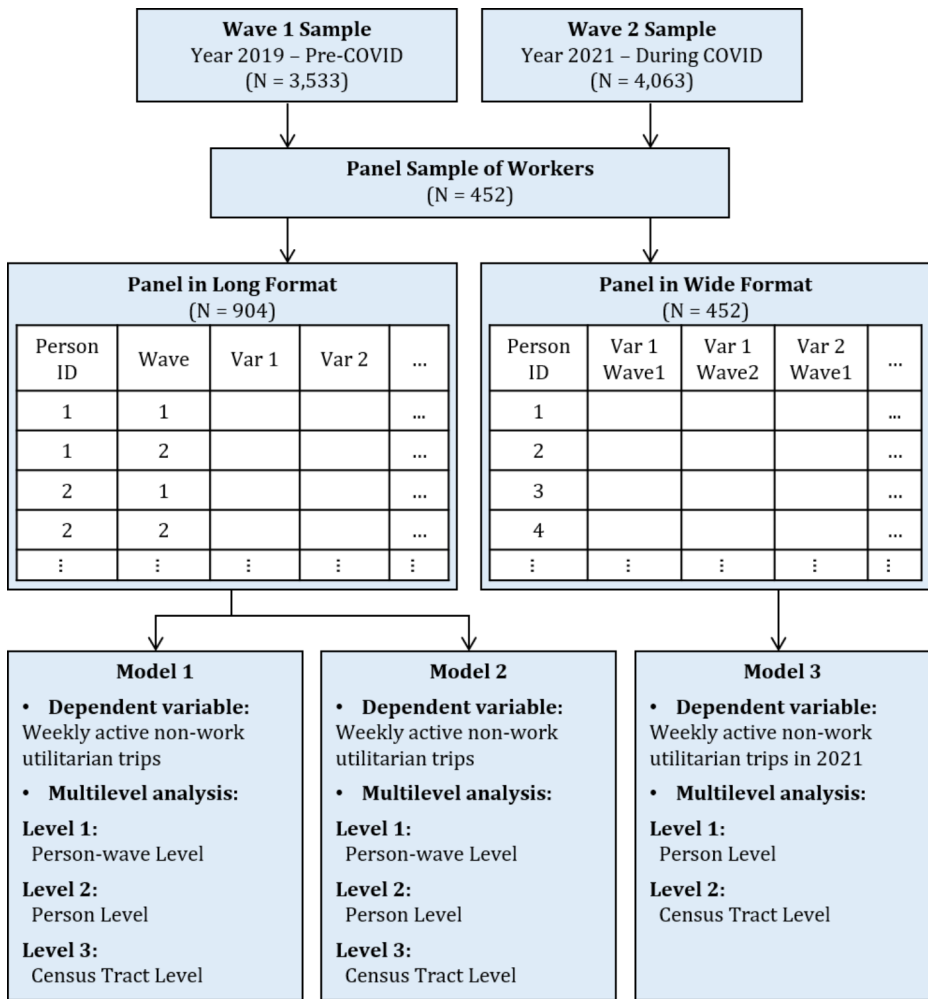 Wave 1 Sample
Year 2019 – Pre-COVID
(N = 3,533)
Wave 2 Sample
Year 2021 – During COVID
(N = 4,063)
Panel Sample of Workers
(N = 452)
Panel in Long Format
(N = 904)
Person ID Wave Var 1 Var 2 ...
1 1 ...
1 2 ...
2 1 ...
2 2 ...
⋮ ⋮ ⋮ ⋮ ⋮
Panel in Wide Format
(N = 452)
Person ID Var 1 Wave1 Var 1 Wave2 Var 2 Wave1 ...
1 ...
2 ...
3 ...
4 ...
⋮ ⋮ ⋮ ⋮ ⋮
Model 1
• Dependent variable:
Weekly active non-work
utilitarian trips
• Multilevel analysis:
Level 1:
Person-wave Level
Level 2:
Person Level
Level 3:
Census Tract Level
Model 2
• Dependent variable:
Weekly active non-work
utilitarian trips
• Multilevel analysis:
Level 1:
Person-wave Level
Level 2:
Person Level
Level 3:
Census Tract Level
Model 3
• Dependent variable:
Weekly active non-work
utilitarian trips in 2021
• Multilevel analysis:
Level 1:
Person Level
Level 2:
Census Tract Level